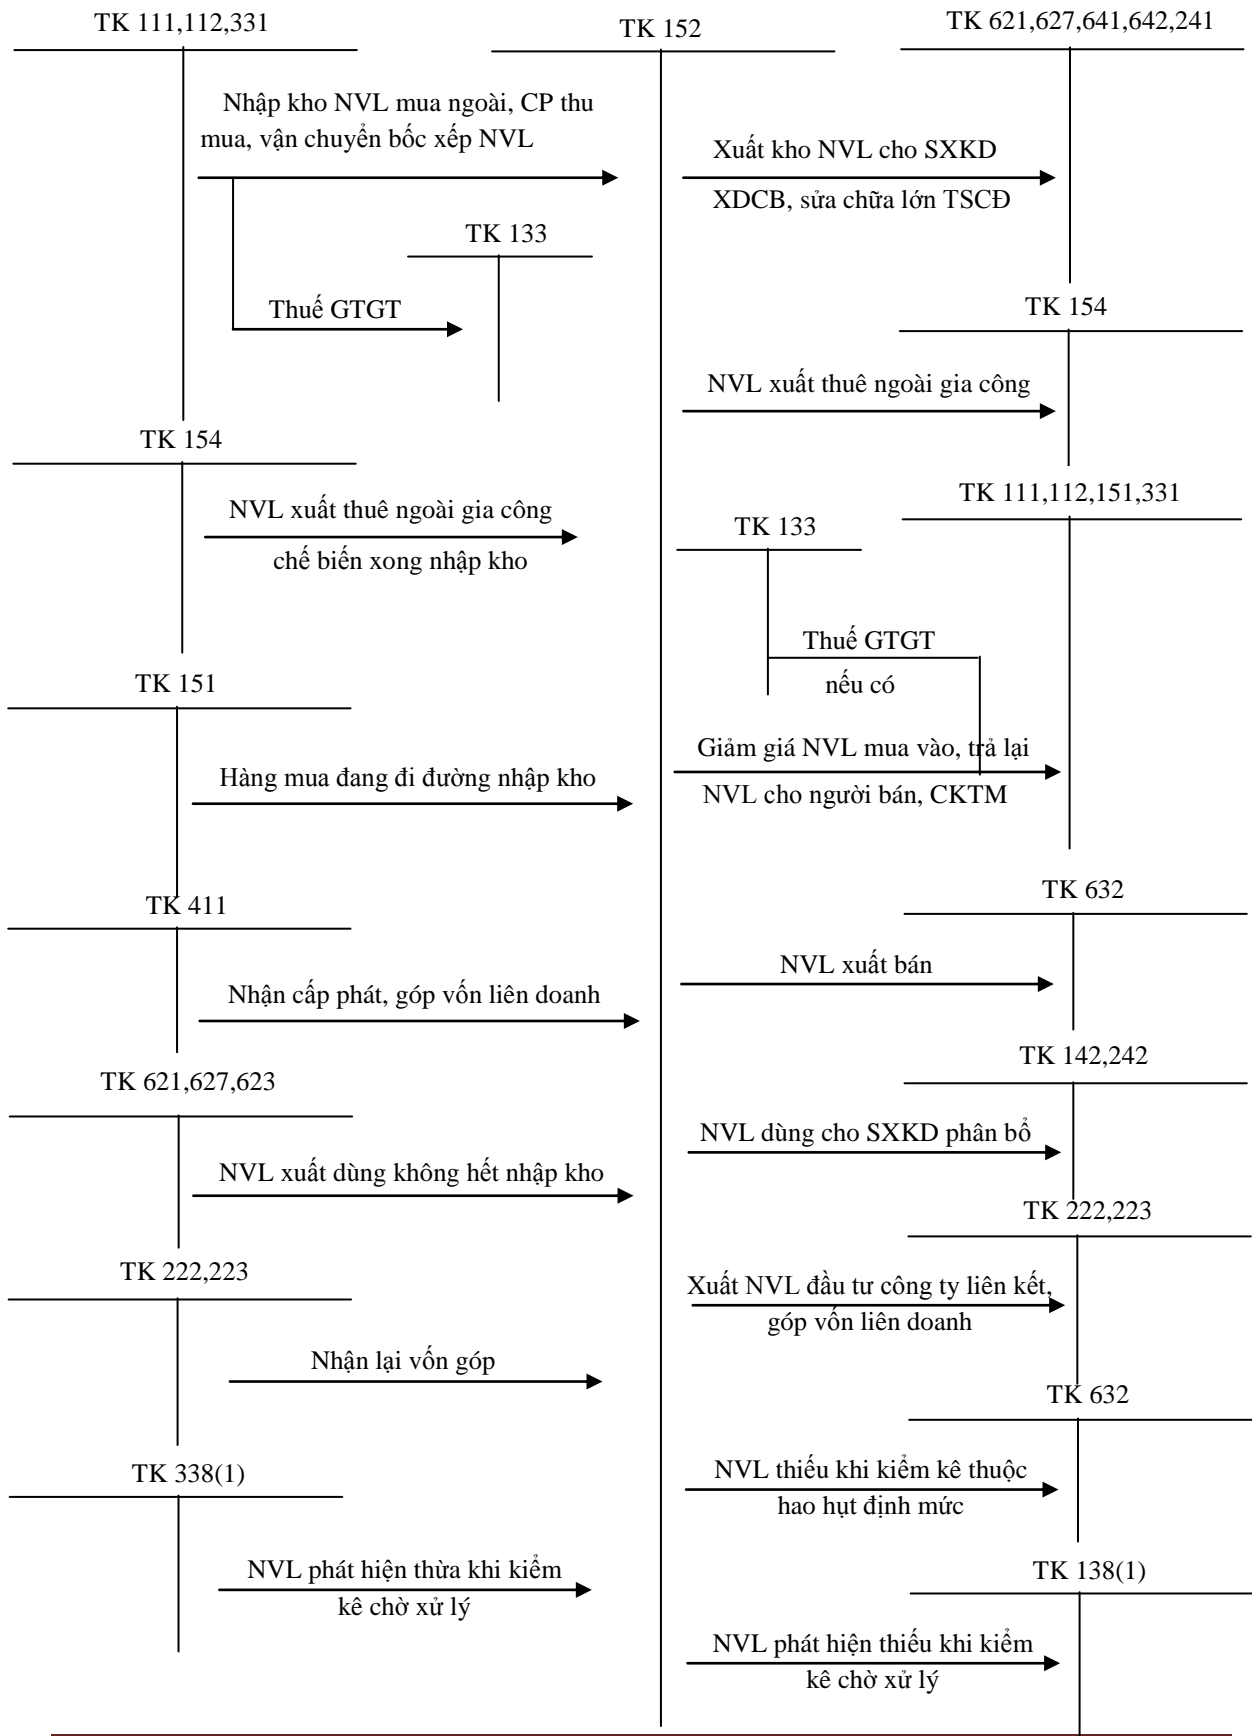 TK 111,112,331
TK 152
TK 621,627,641,642,241
Nhập kho NVL mua ngoài, CP thu
mua, vận chuyển bốc xếp NVL
Xuất kho NVL cho SXKD
XDCB, sửa chữa lớn TSCĐ
TK 133
Thuế GTGT
TK 154
NVL xuất thuê ngoài gia công
TK 154
NVL xuất thuê ngoài gia công
chế biến xong nhập kho
TK 111,112,151,331
TK 133
Thuế GTGT
nếu có
TK 151
Hàng mua đang đi đường nhập kho
Giảm giá NVL mua vào, trả lại
NVL cho người bán, CKTM
TK 411
Nhận cấp phát, góp vốn liên doanh
TK 632
NVL xuất bán
TK 621,627,623
NVL xuất dùng không hết nhập kho
TK 142,242
NVL dùng cho SXKD phân bổ
TK 222,223
Nhận lại vốn góp
TK 222,223
Xuất NVL đầu tư công ty liên kết,
góp vốn liên doanh
TK 632
NVL thiếu khi kiểm kê thuộc
hao hụt định mức
TK 338(1)
NVL phát hiện thừa khi kiểm
kê chờ xử lý
TK 138(1)
NVL phát hiện thiếu khi kiểm
kê chờ xử lý